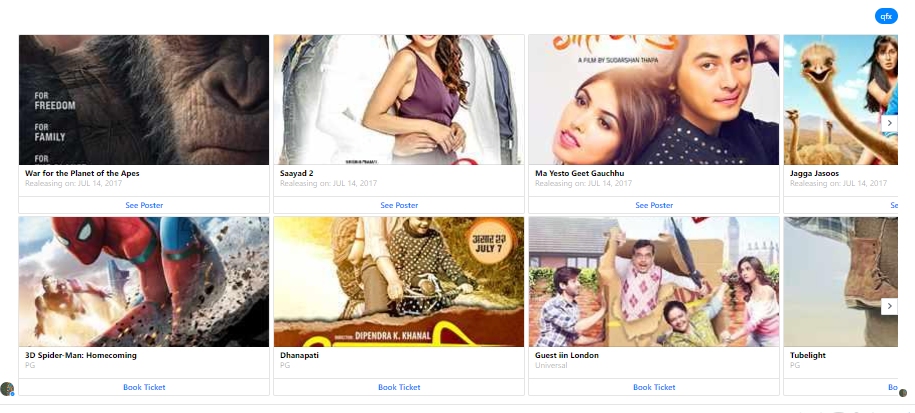 qfx
FOR
FREEDOM
FOR
FAMILY
FOR
A FILM BY SUDARSHAN THAPA
War for the Planet of the Apes
Realeasing on: JUL 14, 2017
See Poster
Saayad 2
Realeasing on: JUL 14, 2017
See Poster
Ma Yesto Geet Gauchhu
Realeasing on: JUL 14, 2017
See Poster
Jagga Jasoos
Realeasing on: JUL 14, 2017
Se
असार २३
JULY 7
DIRECTOR: DIPENDRA K. KHANAL
3D Spider-Man: Homecoming
PG
Book Ticket
Dhanapati
PG
Book Ticket
Guest iin London
Universal
Book Ticket
Tubelight
PG
Bo